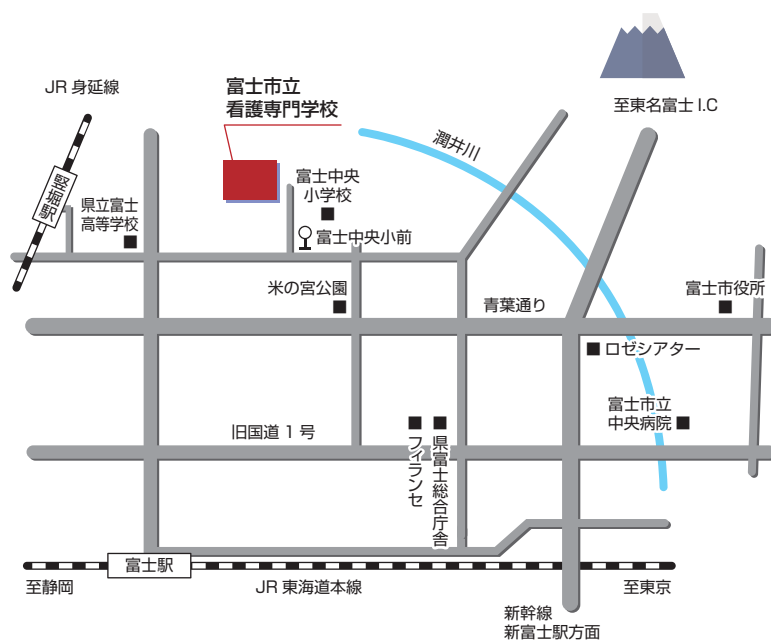 JR 身延線
富士市立
看護専門学校
至東名富士 I.C
潤井川
竪堀駅
県立富士
高等学校
富士中央
小学校
富士中央小前
米の宮公園
青葉通り
富士市役所
ロゼシアター
富士市立
中央病院
旧国道 1 号
フィランセ
県富士総合庁舎
富士駅
至静岡
JR 東海道本線
至東京
新幹線
新富士駅方面